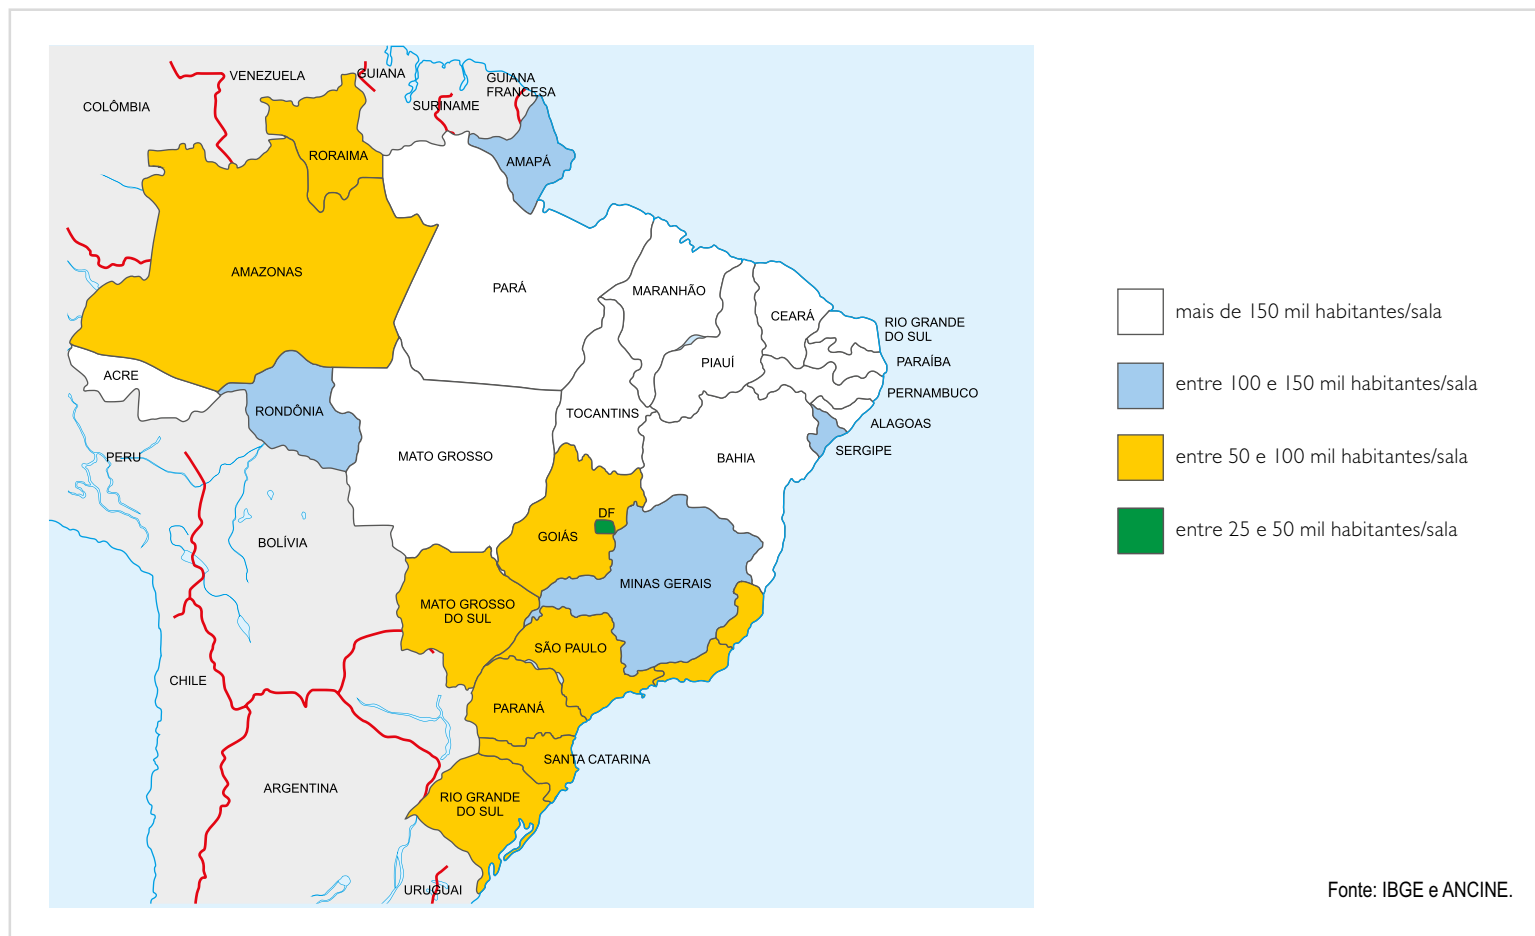 VENEZUELA
GUIANA
GUIANA
FRANCESA
COLÔMBIA
SURINAME
RORAIMA
AMAPÁ
AMAZONAS
PARÁ
MARANHÃO
CEARÁ
RIO GRANDE
DO SUL
PARAÍBA
PIAUÍ
ACRE
PERNAMBUCO
RONDÔNIA
TOCANTINS
ALAGOAS
SERGIPE
PERU
MATO GROSSO
BAHIA
DF
GOIÁS
BOLÍVIA
MINAS GERAIS
MATO GROSSO
DO SUL
SÃO PAULO
CHILE
PARANÁ
SANTA CATARINA
ARGENTINA
RIO GRANDE
DO SUL
URUGUAI
mais de 150 mil habitantes/sala
entre 100 e 150 mil habitantes/sala
entre 50 e 100 mil habitantes/sala
entre 25 e 50 mil habitantes/sala
Fonte: IBGE e ANCINE.